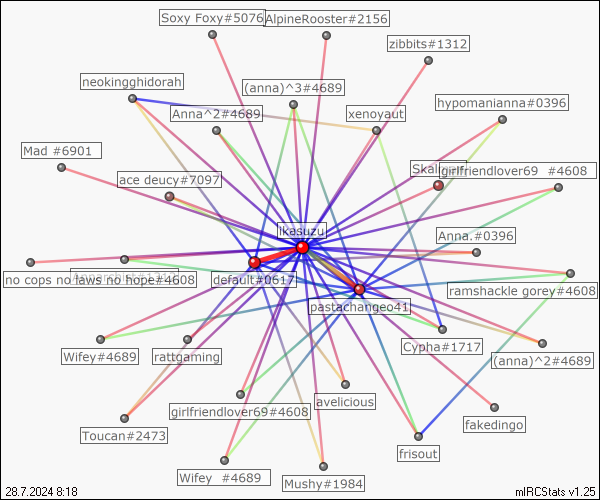 Soxy Foxy#5076
AlpineRooster#2156
zibbits#1312
neokingghidorah
(anna)^3#4689
hypomanianna#0396
Anna^2#4689
xenoyaut
Mad #6901
ace deucy#7097
girlfriendlover69 #4608
Ikasuzu
Anna.#0396
no cops no laws no hope#4608
default#0617
ramshackle gorey#4608
pastachangeo41
Wifey#4689
rattgaming
Cypha#1717
(anna)^2#4689
avelicious
girlfriendlover69#4608
fakedingo
Toucan#2473
frisout
Wifey #4689
Mushy#1984
28.7.2024 8:18
mIRCStats v1.25